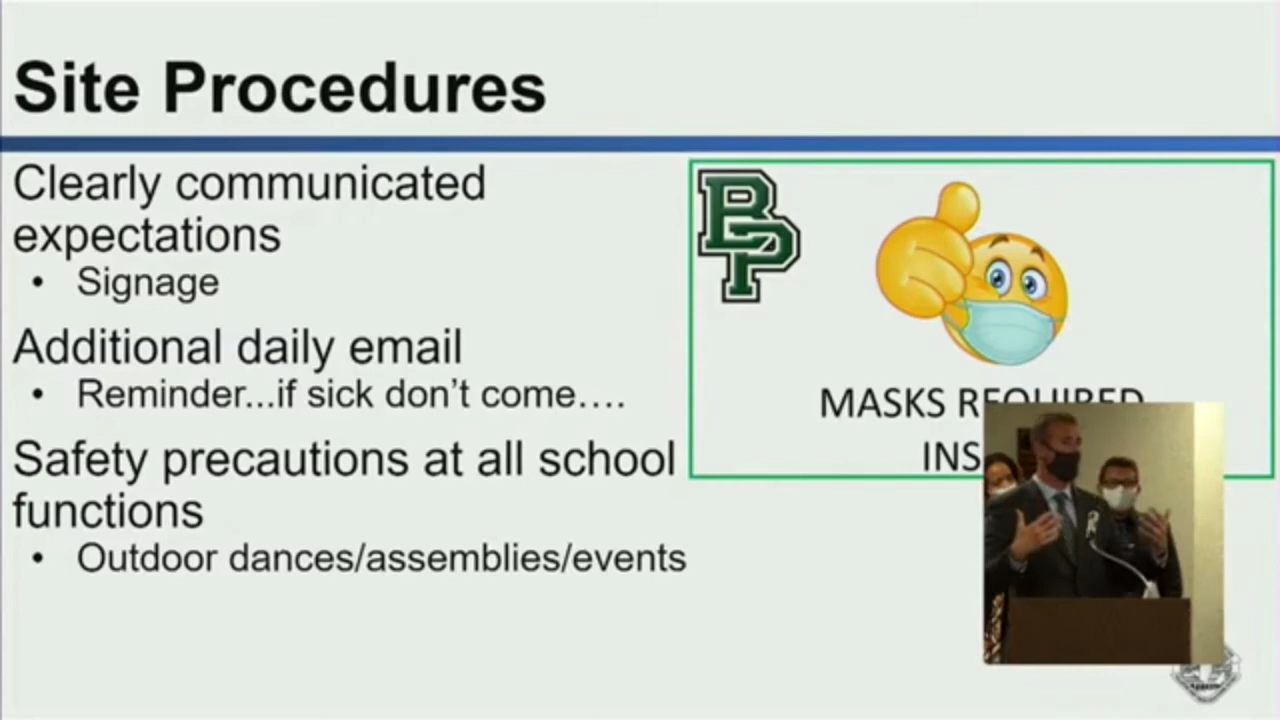 Site Procedures
Clearly communicated
expectations
• Signage
Additional daily email
• Reminder...if sick don’t come….
Safety precautions at all school
functions
• Outdoor dances/assemblies/events
BP
MASKS REQUIRED
INS